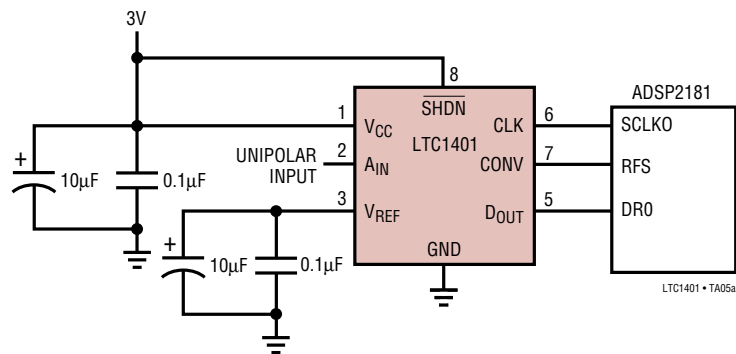 3V
8
ADSP2181
1
SHDN
6
VCC
CLK
SCLK0
LTC1401
UNIPOLAR
INPUT
2
AIN
7
CONV
RFS
+
10µF
0.1µF
3
VREF
5
DOUT
DR0
+
10µF
0.1µF
GND
LTC1401 • TA05a